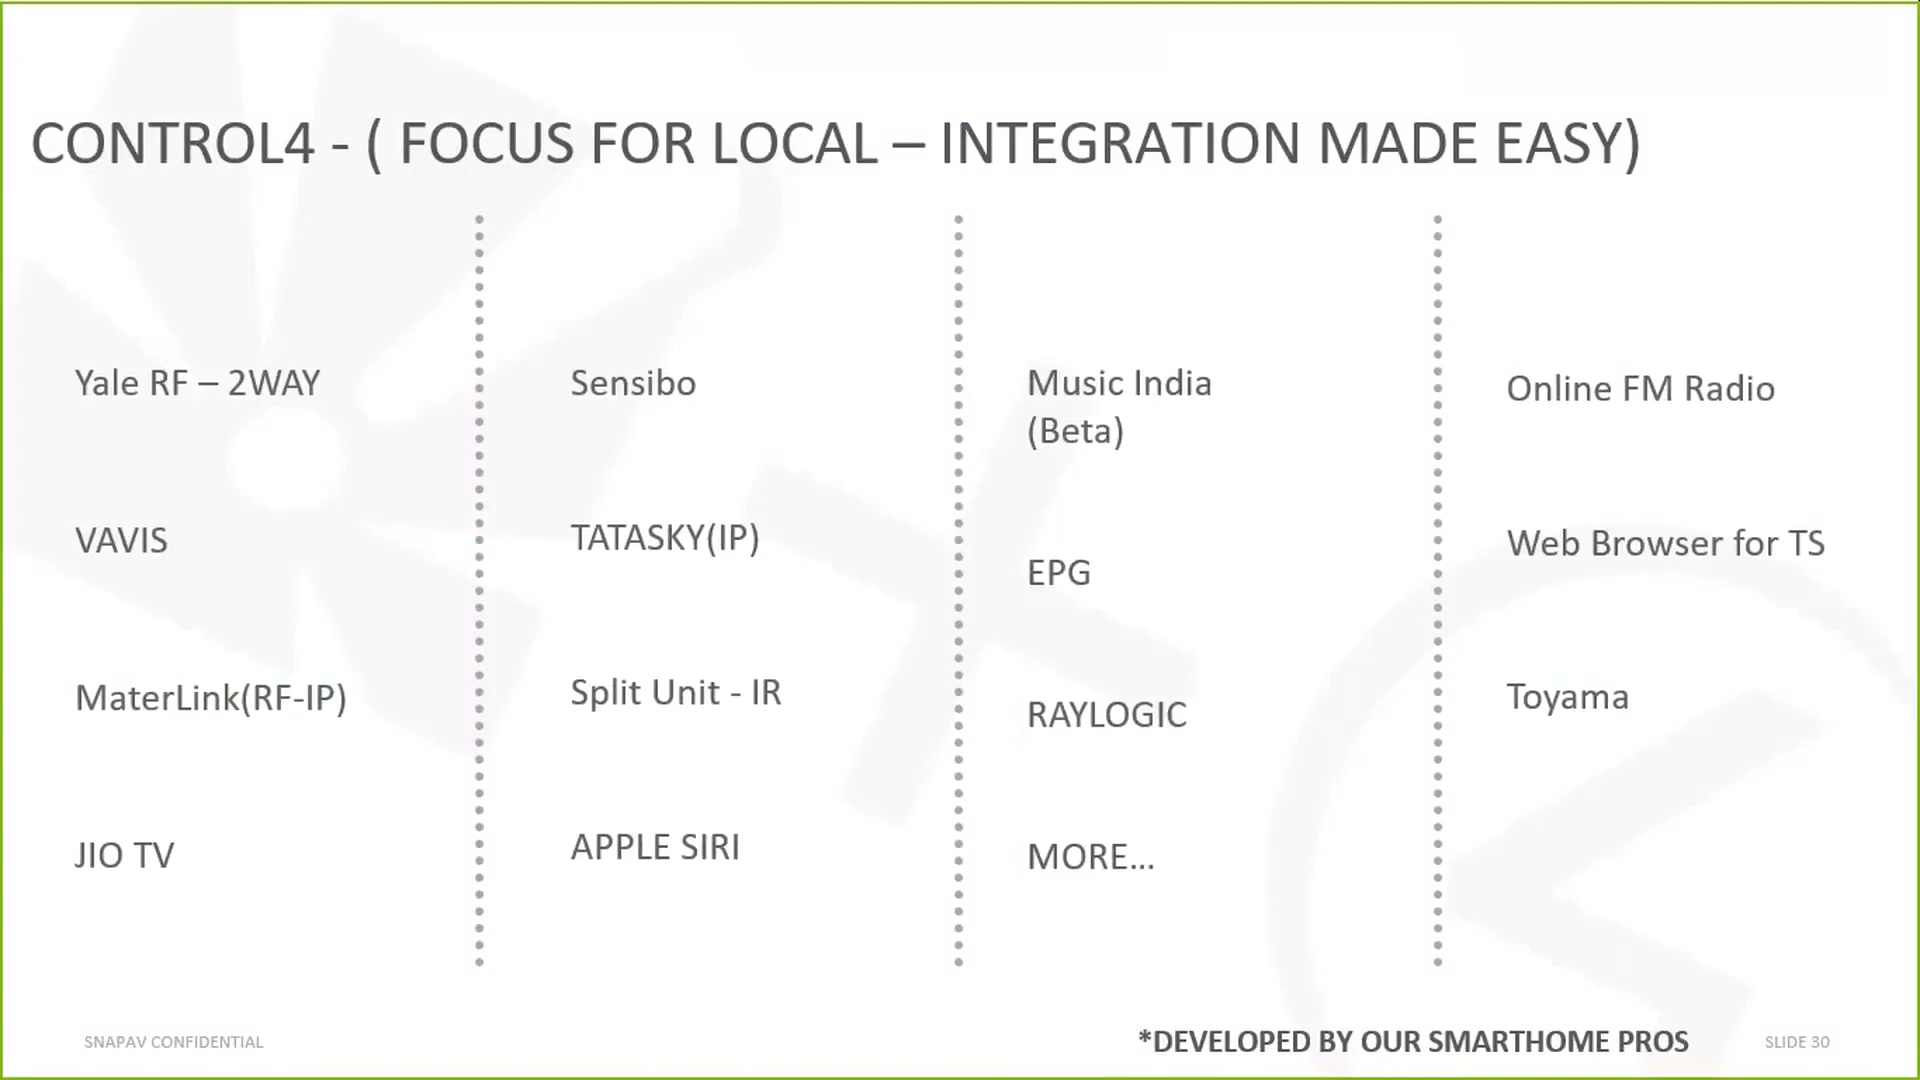 CONTROL4 - ( FOCUS FOR LOCAL – INTEGRATION MADE EASY)
Yale RF – 2WAY
VAVIS
MaterLink(RF-IP)
JIO TV
Sensibo
TATASKY(IP)
Split Unit - IR
APPLE SIRI
Music India
(Beta)
EPG
RAYLOGIC
MORE...
Online FM Radio
Web Browser for TS
Toyama
SNAPAV CONFIDENTIAL
*DEVELOPED BY OUR SMARTHOME PROS
SLIDE 30